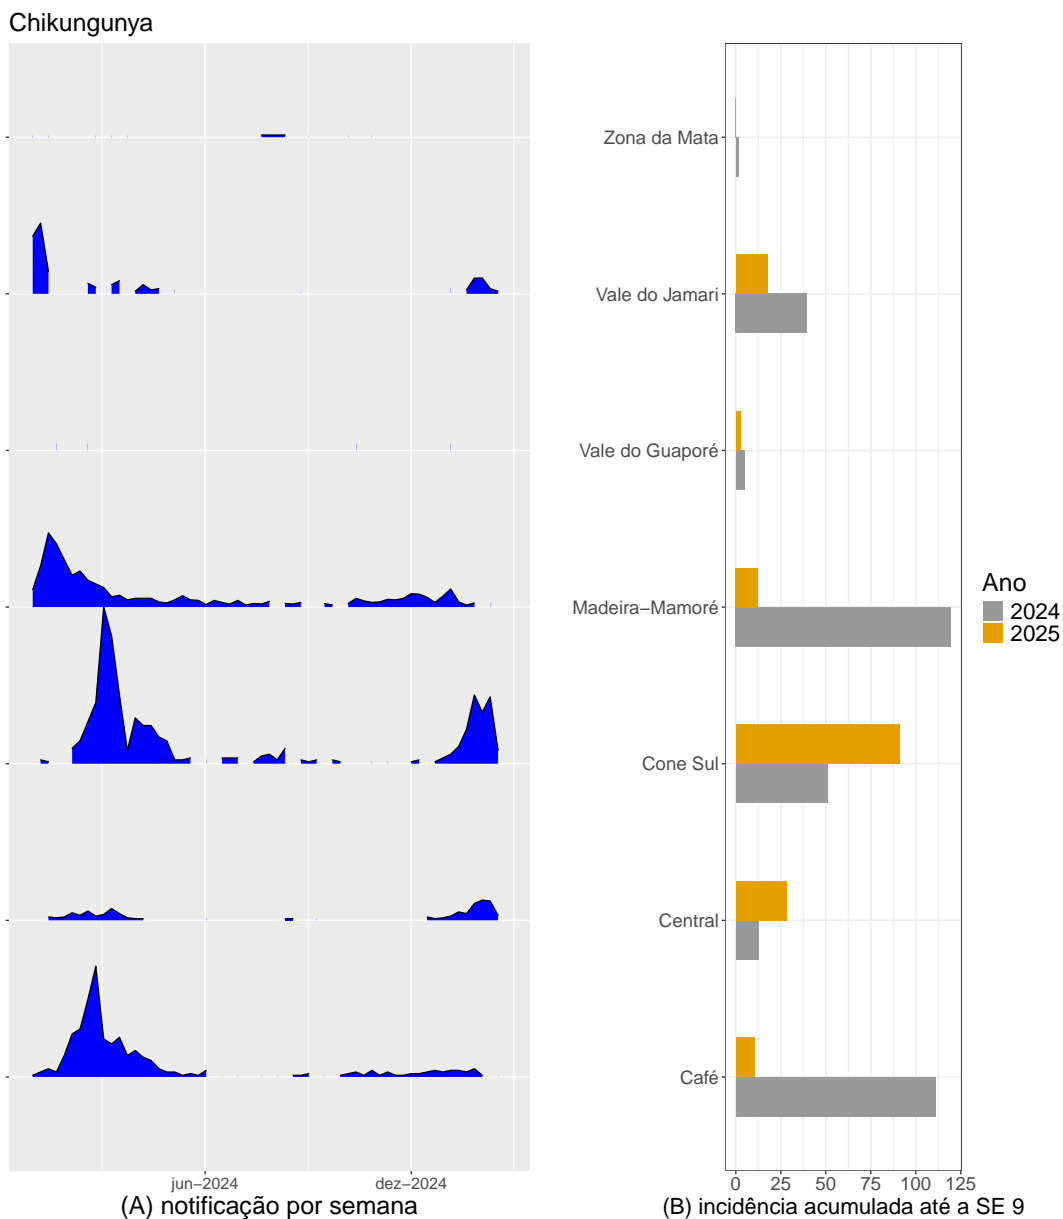 Chikungunya
Zona da Mata
Vale do Jamari
Vale do Guaporé
Madeira−Mamoré
Cone Sul
Central
Café
jun−2024
dez−2024
(A) notificação por semana
0
25
50
75
100
125
(B) incidência acumulada até a SE 9
Ano
2024
2025